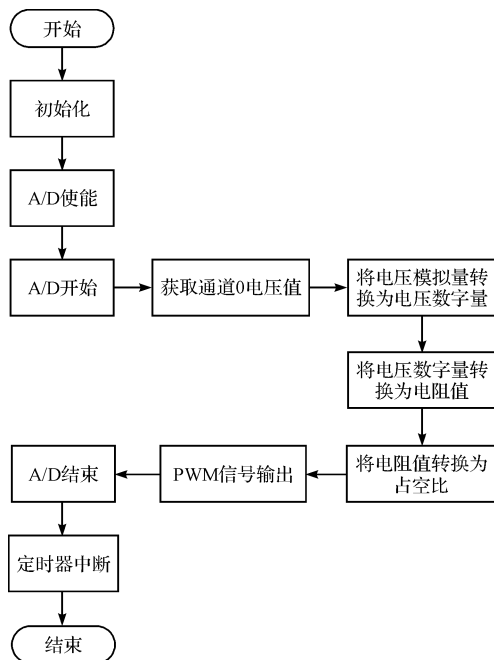 开始
初始化
A/D使能
A/D开始
获取通道0电压值
将电压模拟量转
换为电压数字量
将电压数字量转
换为电阻值
将电阻值转换为
占空比
PWM信号输出
A/D结束
定时器中断
结束